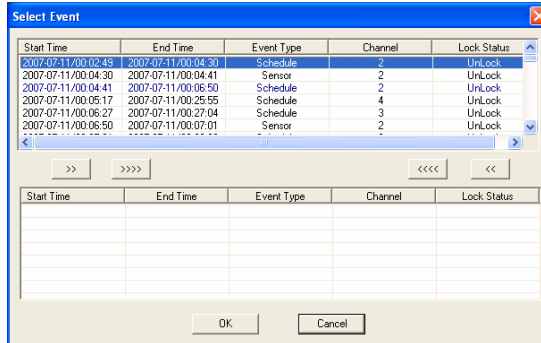 Select Event
Start Time End Time Event Type Channel Lock Status
2007-07-11/00:02:49 2007-07-11/00:04:30 Schedule 2 UnLock
2007-07-11/00:04:30 2007-07-11/00:04:41 Sensor 2 UnLock
2007-07-11/00:04:41 2007-07-11/00:06:50 Schedule 2 UnLock
2007-07-11/00:05:17 2007-07-11/00:25:55 Schedule 4 UnLock
2007-07-11/00:06:27 2007-07-11/00:27:04 Schedule 3 UnLock
2007-07-11/00:06:50 2007-07-11/00:07:01 Sensor 2 UnLock
>> >>>> <<<< <<
Start Time End Time Event Type Channel Lock Status
OK Cancel